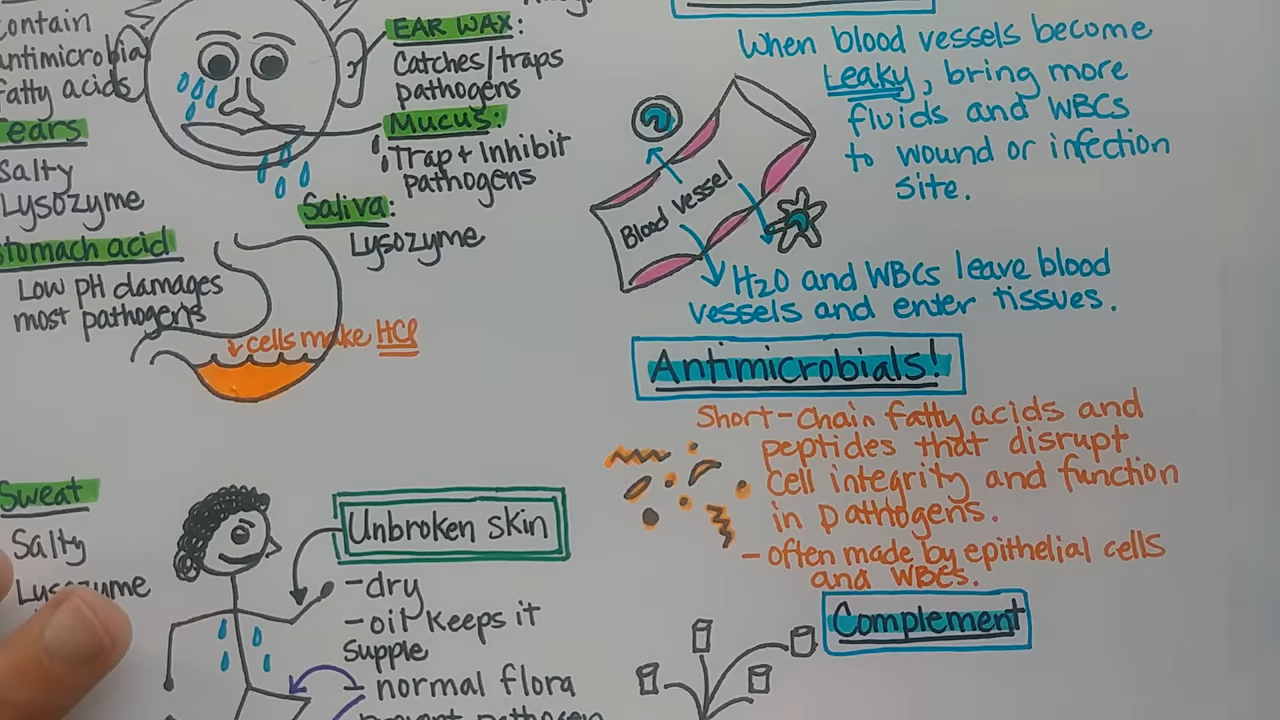 contain
antimicrobia
fatty acids
Tears
Salty
Lysozyme
Stomach acid
Low pH damages
most pathogens
cells make HCl
EAR WAX:
Catches/traps
pathogens
Mucus:
Trap + Inhibit
pathogens
Saliva:
Lysozyme
Sweat
Salty
Lysozyme
Unbroken skin
-dry
-oil keeps it
supple
normal flora
prevent pathogen
When blood vessels become
Leaky, bring more
fluids and WBCs
to wound or infection
site.
Blood vessel
H2O and WBCs leave blood
vessels and enter tissues.
Antimicrobials!
Short-Chain fatty acids and
peptides that disrupt
cell integrity and function
in pathogens.
-often made by epithelial cells
and WBCs.
Complement